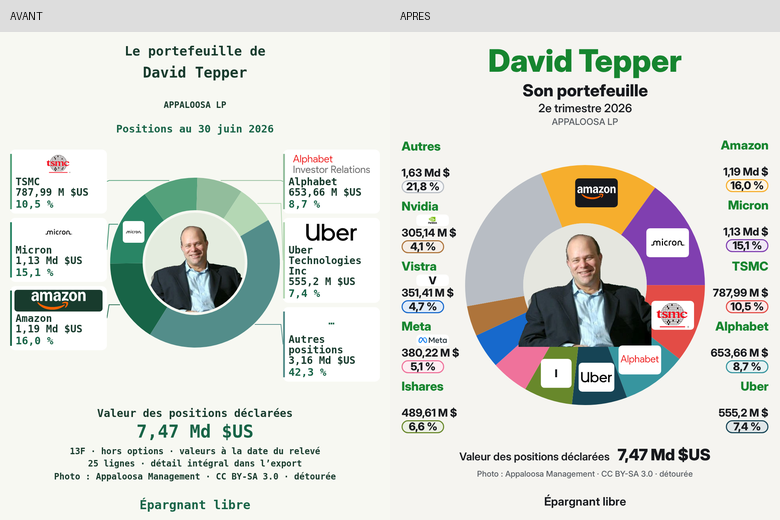 AVANT
Le portefeuille de
David Tepper
APPALOOSA LP
Positions au 30 juin 2026
tsmc
TSMC
787,99 M $US
10,5 %
micron
Micron
1,13 Md $US
15,1 %
amazon
Amazon
1,19 Md $US
16,0 %
micron
Alphabet
Investor Relations
Alphabet
653,66 M $US
8,7 %
Uber
Uber
Technologies
Inc
555,2 M $US
7,4 %
…
Autres
positions
3,16 Md $US
42,3 %
Valeur des positions déclarées
7,47 Md $US
13F · hors options · valeurs à la date du relevé
25 lignes · détail intégral dans l’export
Photo : Appaloosa Management · CC BY-SA 3.0 · détourée
Épargnant libre
APRES
David Tepper
Son portefeuille
2e trimestre 2026
APPALOOSA LP
Autres
1,63 Md $
21,8 %
Nvidia
305,14 M $
4,1 %
Vistra
V
351,41 M $
4,7 %
Meta
Meta
380,22 M $
5,1 %
Ishares
489,61 M $
6,6 %
amazon
micron
tsmc
Alphabet
Uber
I
Amazon
1,19 Md $
16,0 %
Micron
1,13 Md $
15,1 %
TSMC
787,99 M $
10,5 %
Alphabet
653,66 M $
8,7 %
Uber
555,2 M $
7,4 %
Valeur des positions déclarées 7,47 Md $US
Photo : Appaloosa Management · CC BY-SA 3.0 · détourée
Épargnant libre